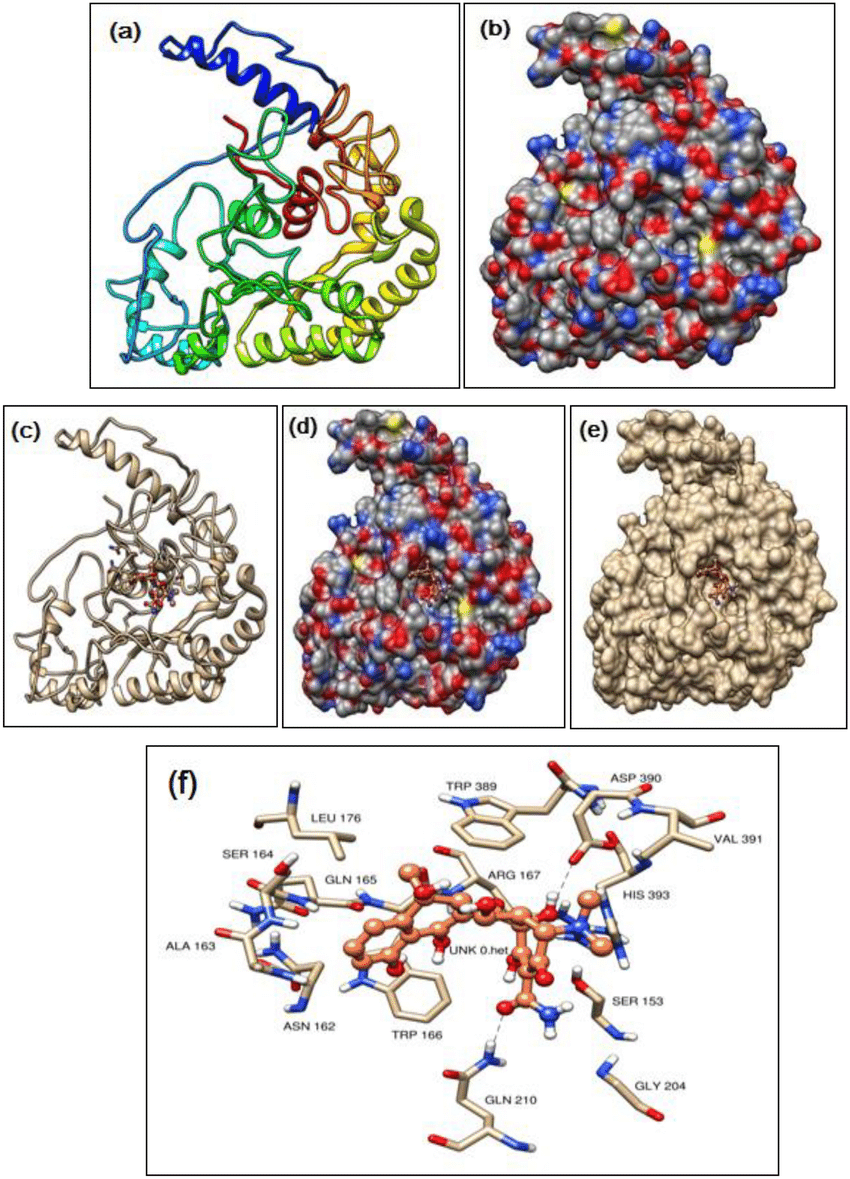 (a)
(b)
(c)
(d)
(e)
(f)
TRP 389
ASP 390
LEU 176
VAL 391
SER 164
GLN 165
ARG 167
HIS 393
ALA 163
UNK 0.het
SER 153
ASN 162
TRP 166
GLY 204
GLN 210